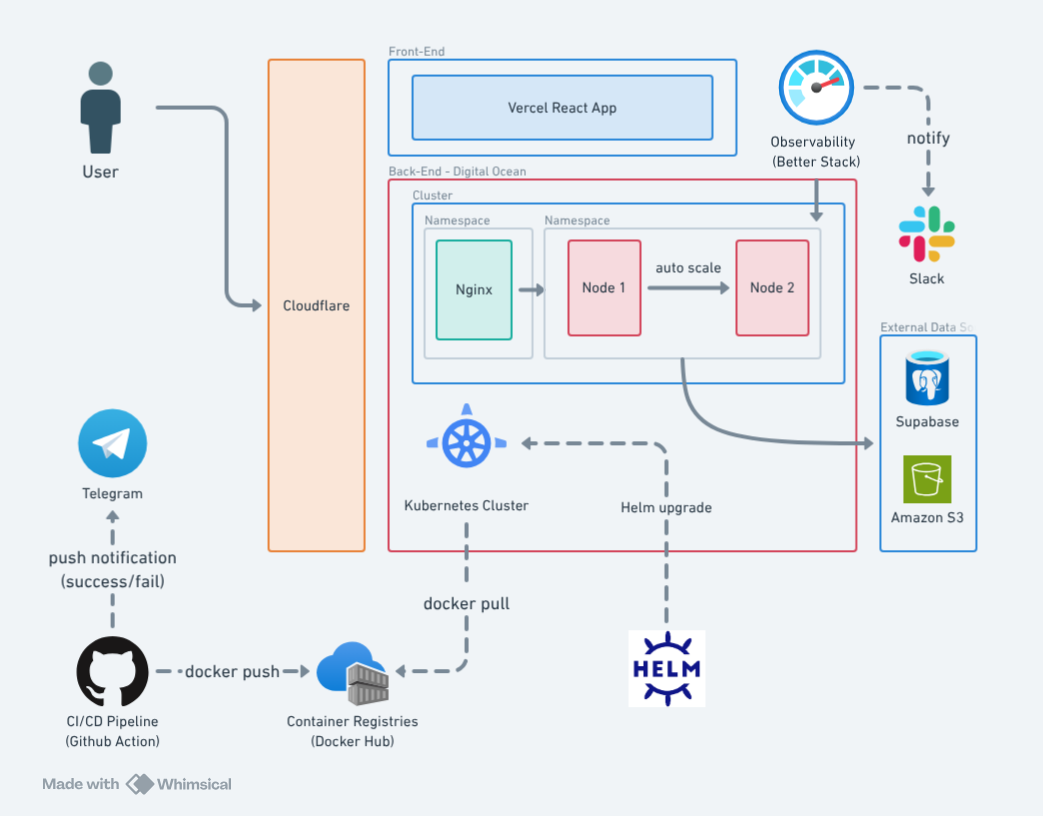 Front-End
Vercel React App
User
Observability
(Better Stack)
notify
Back-End - Digital Ocean
Cluster
Namespace
Namespace
Nginx
Node 1
auto scale
Node 2
Slack
Cloudflare
External Data So
Supabase
Amazon S3
Telegram
Kubernetes Cluster
Helm upgrade
push notification
(success/fail)
docker pull
docker push
HELM
CI/CD Pipeline
(Github Action)
Container Registries
(Docker Hub)
Made with Whimsical